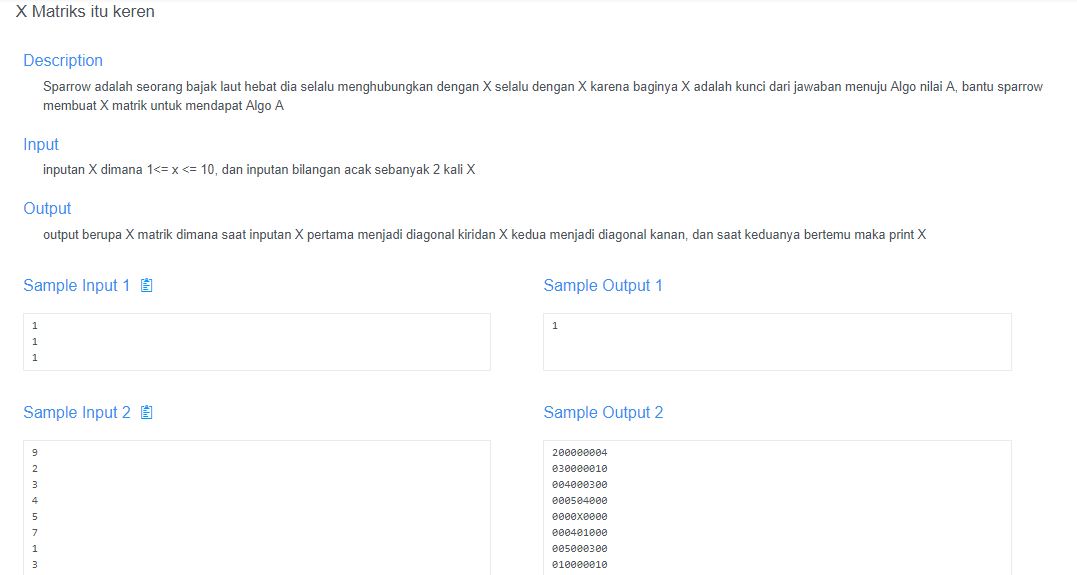 X Matriks itu keren
Description
Sparrow adalah seorang bajak laut hebat dia selalu menghubungkan dengan X selalu dengan X karena baginya X adalah kunci dari jawaban menuju Algo nilai A, bantu sparrow
membuat X matrik untuk mendapat Algo A
Input
inputan X dimana 1<= x <= 10, dan inputan bilangan acak sebanyak 2 kali X
Output
output berupa X matrik dimana saat inputan X pertama menjadi diagonal kiridan X kedua menjadi diagonal kanan, dan saat keduanya bertemu maka print X
Sample Input 1
1
1
1
Sample Output 1
1
Sample Input 2
9
2
3
4
5
7
1
3
Sample Output 2
200000004
030000010
004000300
000504000
0000X0000
000401000
005000300
010000010